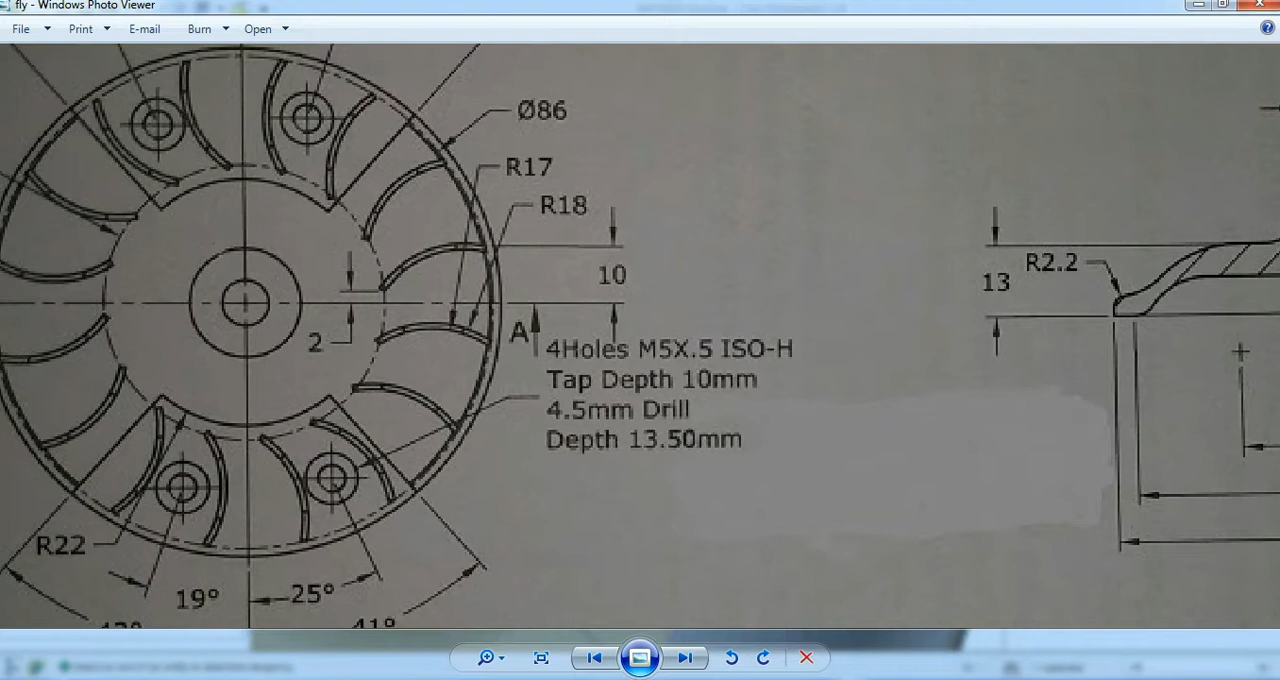 fly - Windows Photo Viewer
File Print E-mail Burn Open
Ø86
R17
R18
10
2
A
4Holes M5X.5 ISO-H
Tap Depth 10mm
4.5mm Drill
Depth 13.50mm
R22
19°
25°
41°
R2.2
13